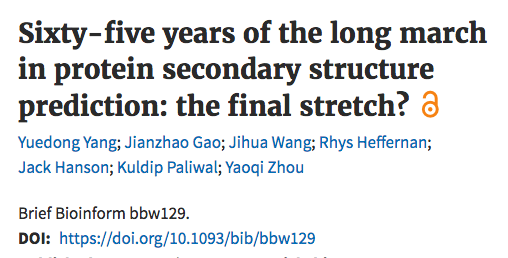 Sixty-five years of the long march
in protein secondary structure
prediction: the final stretch?
Yuedong Yang; Jianzhao Gao; Jihua Wang; Rhys Heffernan;
Jack Hanson; Kuldip Paliwal; Yaoqi Zhou
Brief Bioinform bbw129.
DOI: https://doi.org/10.1093/bib/bbw129